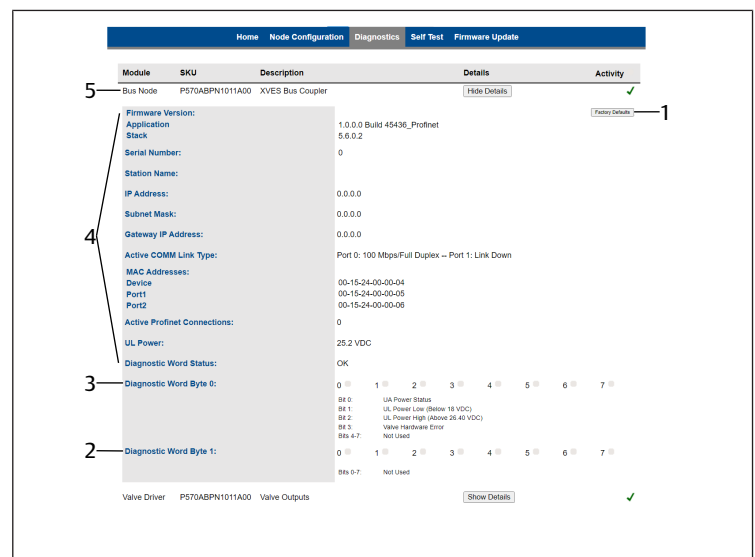 Home Node Configuration Diagnostics Self Test Firmware Update
Module SKU Description Details Activity
5 Bus Node P570ABPN1011A00 XVES Bus Coupler Hide Details ✓
Firmware Version: Factory Defaults 1
Application 1.0.0.0 Build 45436_Profinet
Stack 5.6.0.2
Serial Number: 0
Station Name:
IP Address: 0.0.0.0
Subnet Mask: 0.0.0.0
4 Gateway IP Address: 0.0.0.0
Active COMM Link Type: Port 0: 100 Mbps/Full Duplex -- Port 1: Link Down
MAC Addresses:
Device 00-15-24-00-00-04
Port1 00-15-24-00-00-05
Port2 00-15-24-00-00-06
Active Profinet Connections: 0
UL Power: 25.2 VDC
Diagnostic Word Status: OK
3 Diagnostic Word Byte 0: 0 1 2 3 4 5 6 7
Bit 0: UA Power Status
Bit 1: UL Power Low (Below 18 VDC)
Bit 2: UL Power High (Above 26.40 VDC)
Bit 3: Valve Hardware Error
Bits 4-7: Not Used
2 Diagnostic Word Byte 1: 0 1 2 3 4 5 6 7
Bits 0-7: Not Used
Valve Driver P570ABPN1011A00 Valve Outputs Show Details ✓